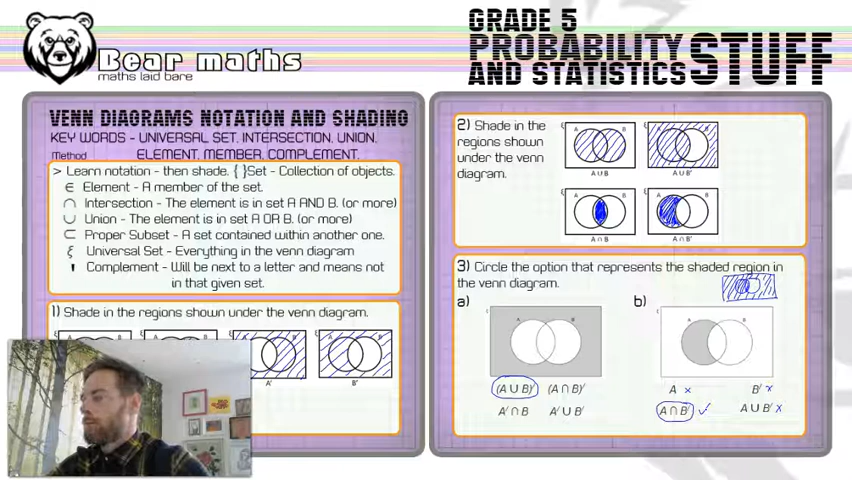 Bear maths
maths laid bare
GRADE 5
PROBABILITY
AND STATISTICS
STUFF
VENN DIAGRAMS NOTATION AND SHADING
KEY WORDS - UNIVERSAL SET, INTERSECTION, UNION,
Method ELEMENT, MEMBER, COMPLEMENT.
> Learn notation - then shade. { }Set - Collection of objects.
∈ Element - A member of the set.
∩ Intersection - The element is in set A AND B. (or more)
∪ Union - The element is in set A OR B. (or more)
⊂ Proper Subset - A set contained within another one.
ξ Universal Set - Everything in the venn diagram
' Complement - Will be next to a letter and means not
in that given set.
1) Shade in the regions shown under the venn diagram.
A'
B'
2) Shade in the
regions shown
under the venn
diagram.
A B
A B
A ∪ B
A ∪ B'
A B
A B
A ∩ B
A ∩ B'
3) Circle the option that represents the shaded region in
the venn diagram.
a)
A B
(A ∪ B)' (A ∩ B)'
A' ∩ B A' ∪ B'
b)
A B
A × B' ×
A ∩ B' ✓ A ∪ B' ×